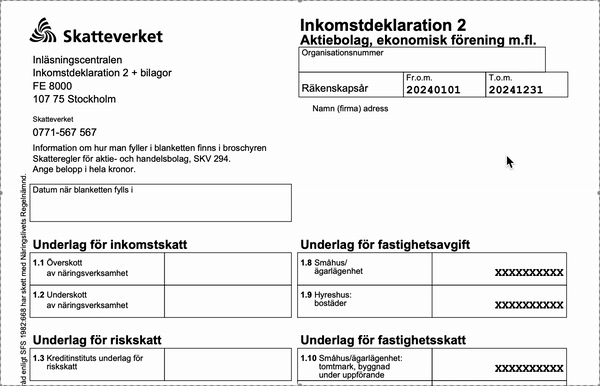 Skatteverket
Inläsningscentralen
Inkomstdeklaration 2 + bilagor
FE 8000
107 75 Stockholm
Skatteverket
0771-567 567
Information om hur man fyller i blanketten finns i broschyren
Skatteregler för aktie- och handelsbolag, SKV 294.
Ange belopp i hela kronor.
Datum när blanketten fylls i
Inkomstdeklaration 2
Aktiebolag, ekonomisk förening m.fl.
Organisationsnummer
Räkenskapsår
Fr.o.m.
20240101
T.o.m.
20241231
Namn (firma) adress
Underlag för inkomstskatt
1.1 Överskott
av näringsverksamhet
1.2 Underskott
av näringsverksamhet
Underlag för riskskatt
1.3 Kreditinstituts underlag för
riskskatt
Underlag för fastighetsavgift
1.8 Småhus/
ägarlägenhet
XXXXXXXXXX
1.9 Hyreshus:
bostäder
XXXXXXXXXX
Underlag för fastighetsskatt
1.10 Småhus/ägarlägenhet:
tomtmark, byggnad
under uppförande
XXXXXXXXXX
enligt SFS 1982:668 har skett med Näringslivets Regelnämnd.